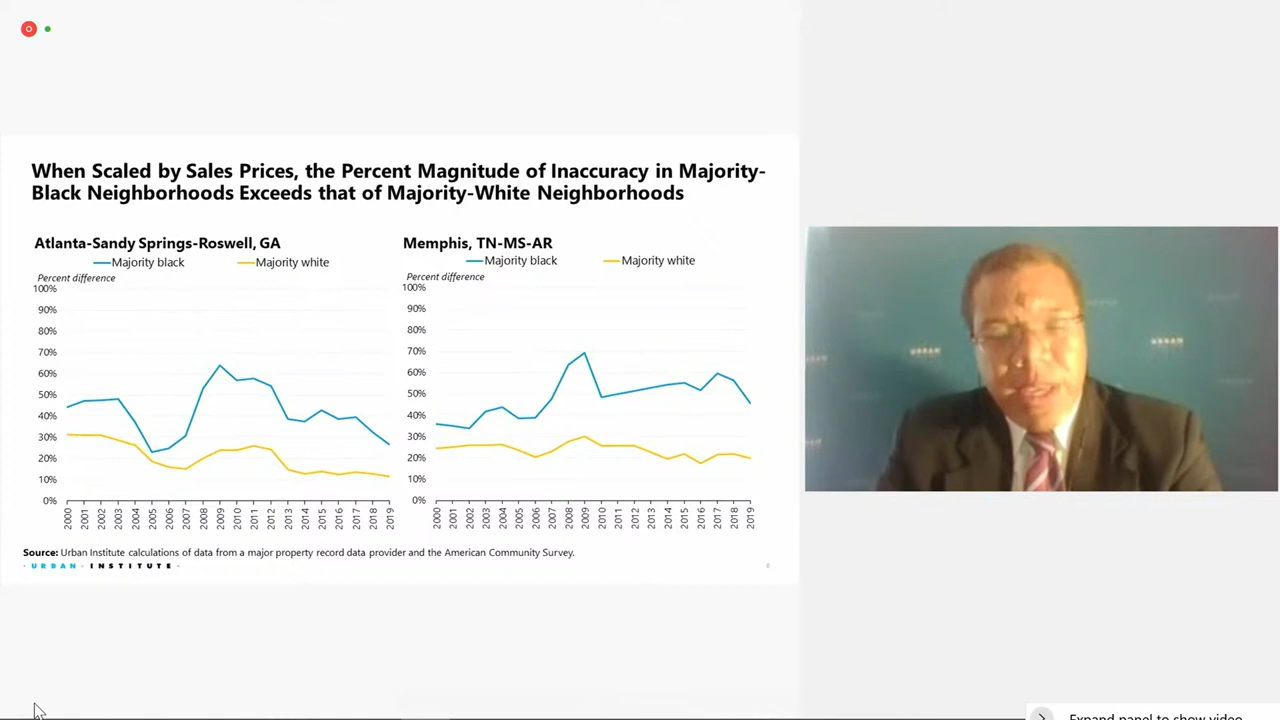 When Scaled by Sales Prices, the Percent Magnitude of Inaccuracy in Majority-
Black Neighborhoods Exceeds that of Majority-White Neighborhoods
Atlanta-Sandy Springs-Roswell, GA
Majority black
Majority white
Percent difference
100%
90%
80%
70%
60%
50%
40%
30%
20%
10%
0%
2000 2001 2002 2003 2004 2005 2006 2007 2008 2009 2010 2011 2012 2013 2014 2015 2016 2017 2018 2019
Memphis, TN-MS-AR
Majority black
Majority white
Percent difference
100%
90%
80%
70%
60%
50%
40%
30%
20%
10%
0%
2000 2001 2002 2003 2004 2005 2006 2007 2008 2009 2010 2011 2012 2013 2014 2015 2016 2017 2018 2019
Source: Urban Institute calculations of data from a major property record data provider and the American Community Survey.
· URBAN · INSTITUTE ·
URBAN
URBAN
Expand panel to show video